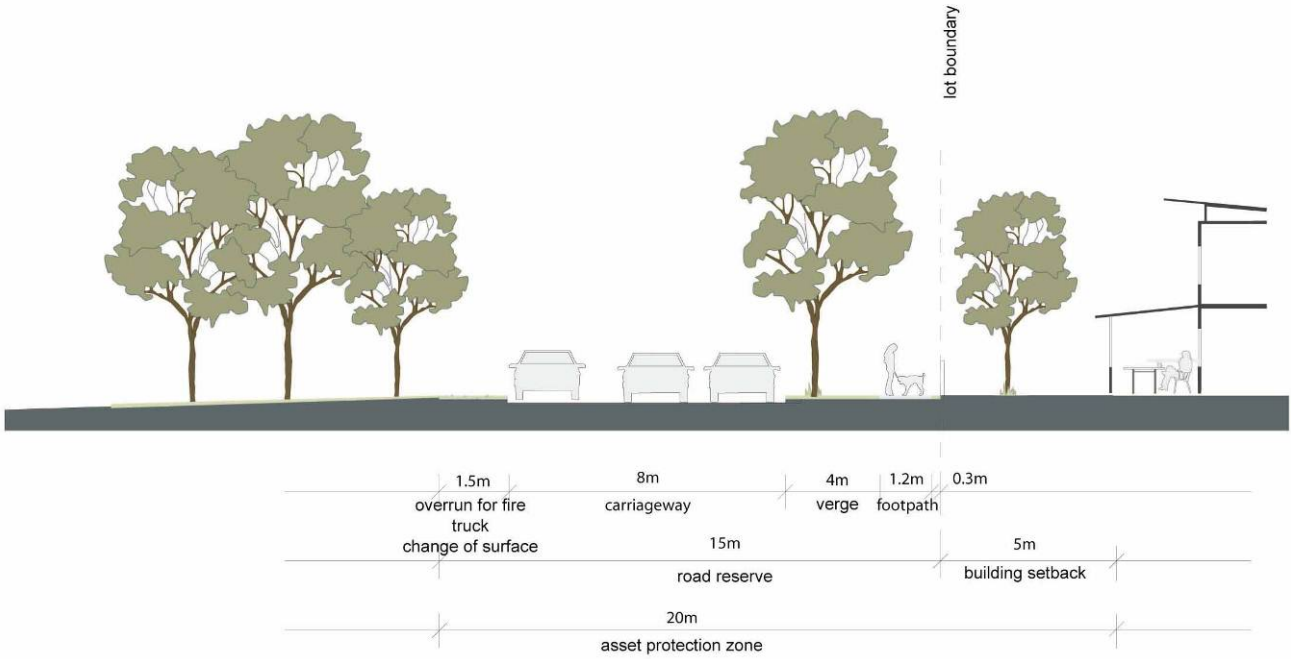 lot boundary
1.5m
8m
4m
1.2m
0.3m
overrun for fire
truck
change of surface
carriageway
verge
footpath
15m
road reserve
5m
building setback
20m
asset protection zone